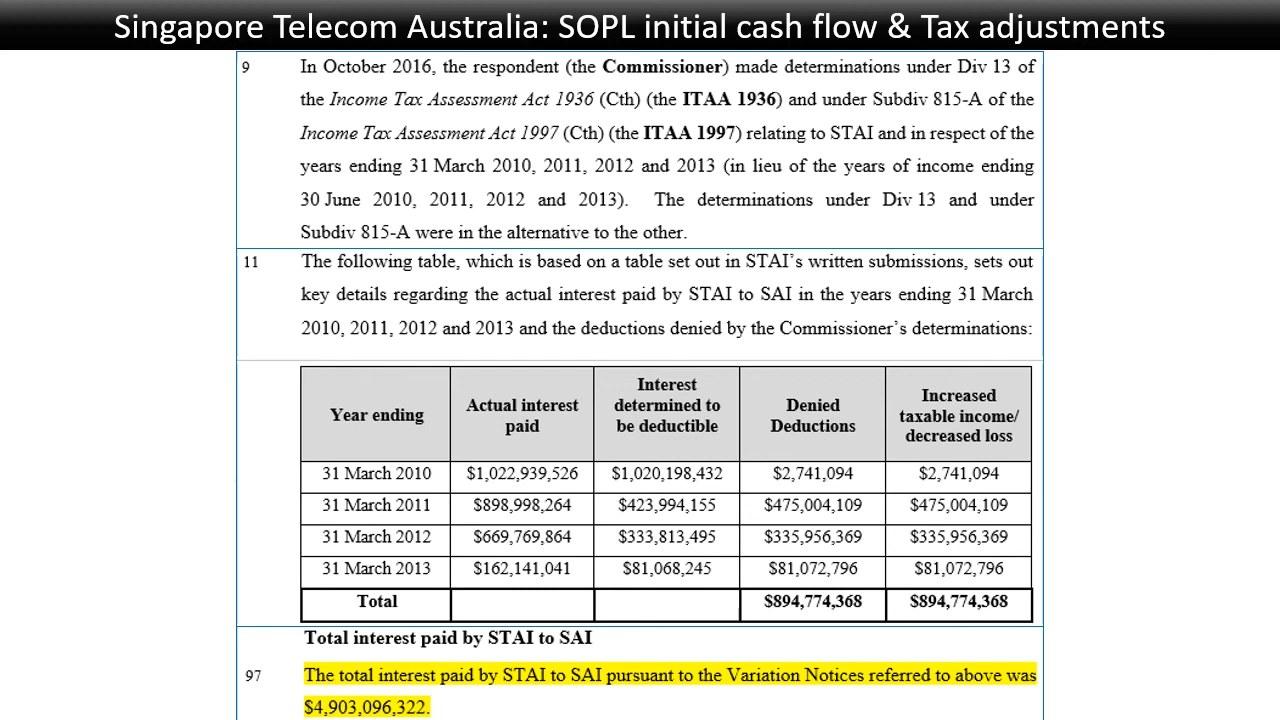 Singapore Telecom Australia: SOPL initial cash flow & Tax adjustments
9 In October 2016, the respondent (the Commissioner) made determinations under Div 13 of
the Income Tax Assessment Act 1936 (Cth) (the ITAA 1936) and under Subdiv 815-A of the
Income Tax Assessment Act 1997 (Cth) (the ITAA 1997) relating to STAI and in respect of the
years ending 31 March 2010, 2011, 2012 and 2013 (in lieu of the years of income ending
30 June 2010, 2011, 2012 and 2013). The determinations under Div 13 and under
Subdiv 815-A were in the alternative to the other.
11 The following table, which is based on a table set out in STAI's written submissions, sets out
key details regarding the actual interest paid by STAI to SAI in the years ending 31 March
2010, 2011, 2012 and 2013 and the deductions denied by the Commissioner's determinations:
Year ending
Actual interest
paid
Interest
determined to
be deductible
Denied
Deductions
Increased
taxable income/
decreased loss
31 March 2010 $1,022,939,526 $1,020,198,432 $2,741,094 $2,741,094
31 March 2011 $898,998,264 $423,994,155 $475,004,109 $475,004,109
31 March 2012 $669,769,864 $333,813,495 $335,956,369 $335,956,369
31 March 2013 $162,141,041 $81,068,245 $81,072,796 $81,072,796
Total $894,774,368 $894,774,368
Total interest paid by STAI to SAI
97 The total interest paid by STAI to SAI pursuant to the Variation Notices referred to above was
$4,903,096,322.